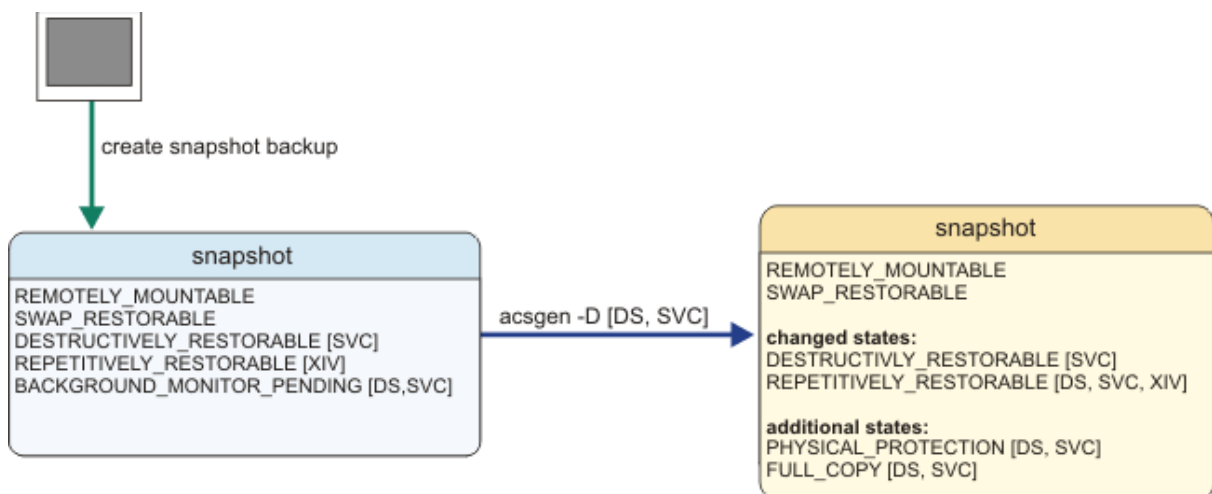 create snapshot backup
snapshot
REMOTELY_MOUNTABLE
SWAP_RESTORABLE
DESTRUCTIVELY_RESTORABLE [SVC]
REPETITIVELY_RESTORABLE [XIV]
BACKGROUND_MONITOR_PENDING [DS,SVC]
acsgen -D [DS, SVC]
snapshot
REMOTELY_MOUNTABLE
SWAP_RESTORABLE
changed states:
DESTRUCTIVLY_RESTORABLE [SVC]
REPETITIVELY_RESTORABLE [DS, SVC, XIV]
additional states:
PHYSICAL_PROTECTION [DS, SVC]
FULL_COPY [DS, SVC]